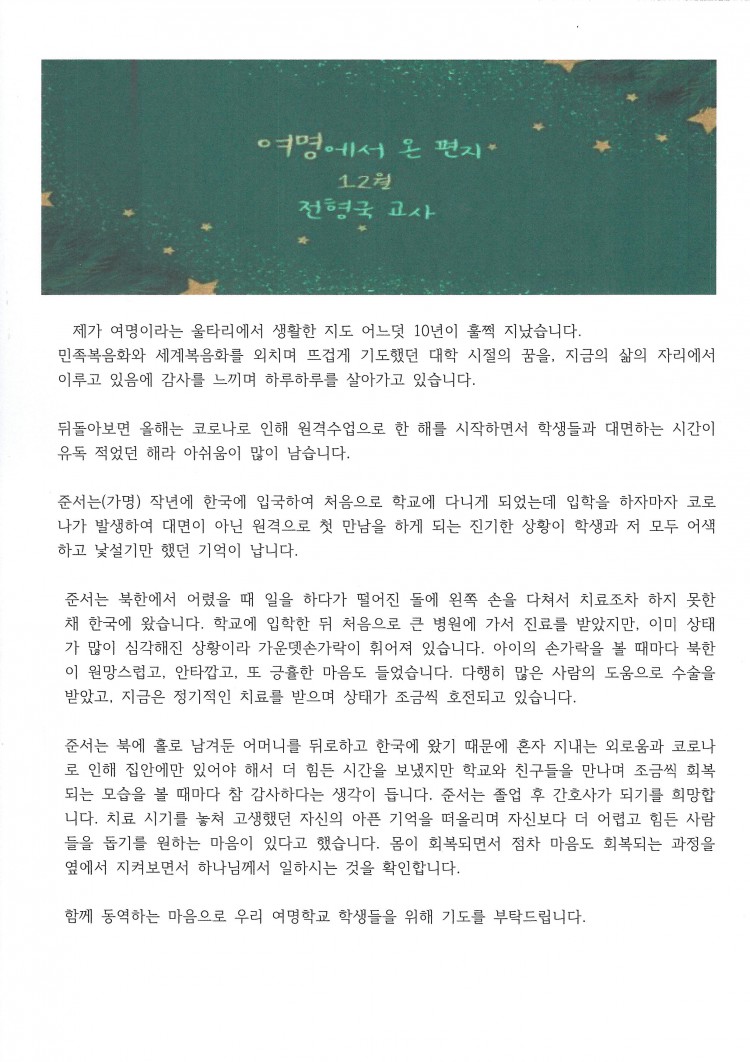 여명에서 온 편지
12월
전형국 교사
제가 여명이라는 울타리에서 생활한 지도 어느덧 10년이 훌쩍 지났습니다.
민족복음화와 세계복음화를 외치며 뜨겁게 기도했던 대학 시절의 꿈을, 지금의 삶의 자리에서
이루고 있음에 감사를 느끼며 하루하루를 살아가고 있습니다.
뒤돌아보면 올해는 코로나로 인해 원격수업으로 한 해를 시작하면서 학생들과 대면하는 시간이
유독 적었던 해라 아쉬움이 많이 남습니다.
준서는(가명) 작년에 한국에 입국하여 처음으로 학교에 다니게 되었는데 입학을 하자마자 코로
나가 발생하여 대면이 아닌 원격으로 첫 만남을 하게 되는 진기한 상황이 학생과 저 모두 어색
하고 낯설기만 했던 기억이 납니다.
준서는 북한에서 어렸을 때 일을 하다가 떨어진 돌에 왼쪽 손을 다쳐서 치료조차 하지 못한
채 한국에 왔습니다. 학교에 입학한 뒤 처음으로 큰 병원에 가서 진료를 받았지만, 이미 상태
가 많이 심각해진 상황이라 가운뎃손가락이 휘어져 있습니다. 아이의 손가락을 볼 때마다 북한
이 원망스럽고, 안타깝고, 또 긍휼한 마음도 들었습니다. 다행히 많은 사람의 도움으로 수술을
받았고, 지금은 정기적인 치료를 받으며 상태가 조금씩 호전되고 있습니다.
준서는 북에 홀로 남겨둔 어머니를 뒤로하고 한국에 왔기 때문에 혼자 지내는 외로움과 코로나
로 인해 집안에만 있어야 해서 더 힘든 시간을 보냈지만 학교와 친구들을 만나며 조금씩 회복
되는 모습을 볼 때마다 참 감사하다는 생각이 듭니다. 준서는 졸업 후 간호사가 되기를 희망합
니다. 치료 시기를 놓쳐 고생했던 자신의 아픈 기억을 떠올리며 자신보다 더 어렵고 힘든 사람
들을 돕기를 원하는 마음이 있다고 했습니다. 몸이 회복되면서 점차 마음도 회복되는 과정을
옆에서 지켜보면서 하나님께서 일하시는 것을 확인합니다.
함께 동역하는 마음으로 우리 여명학교 학생들을 위해 기도를 부탁드립니다.